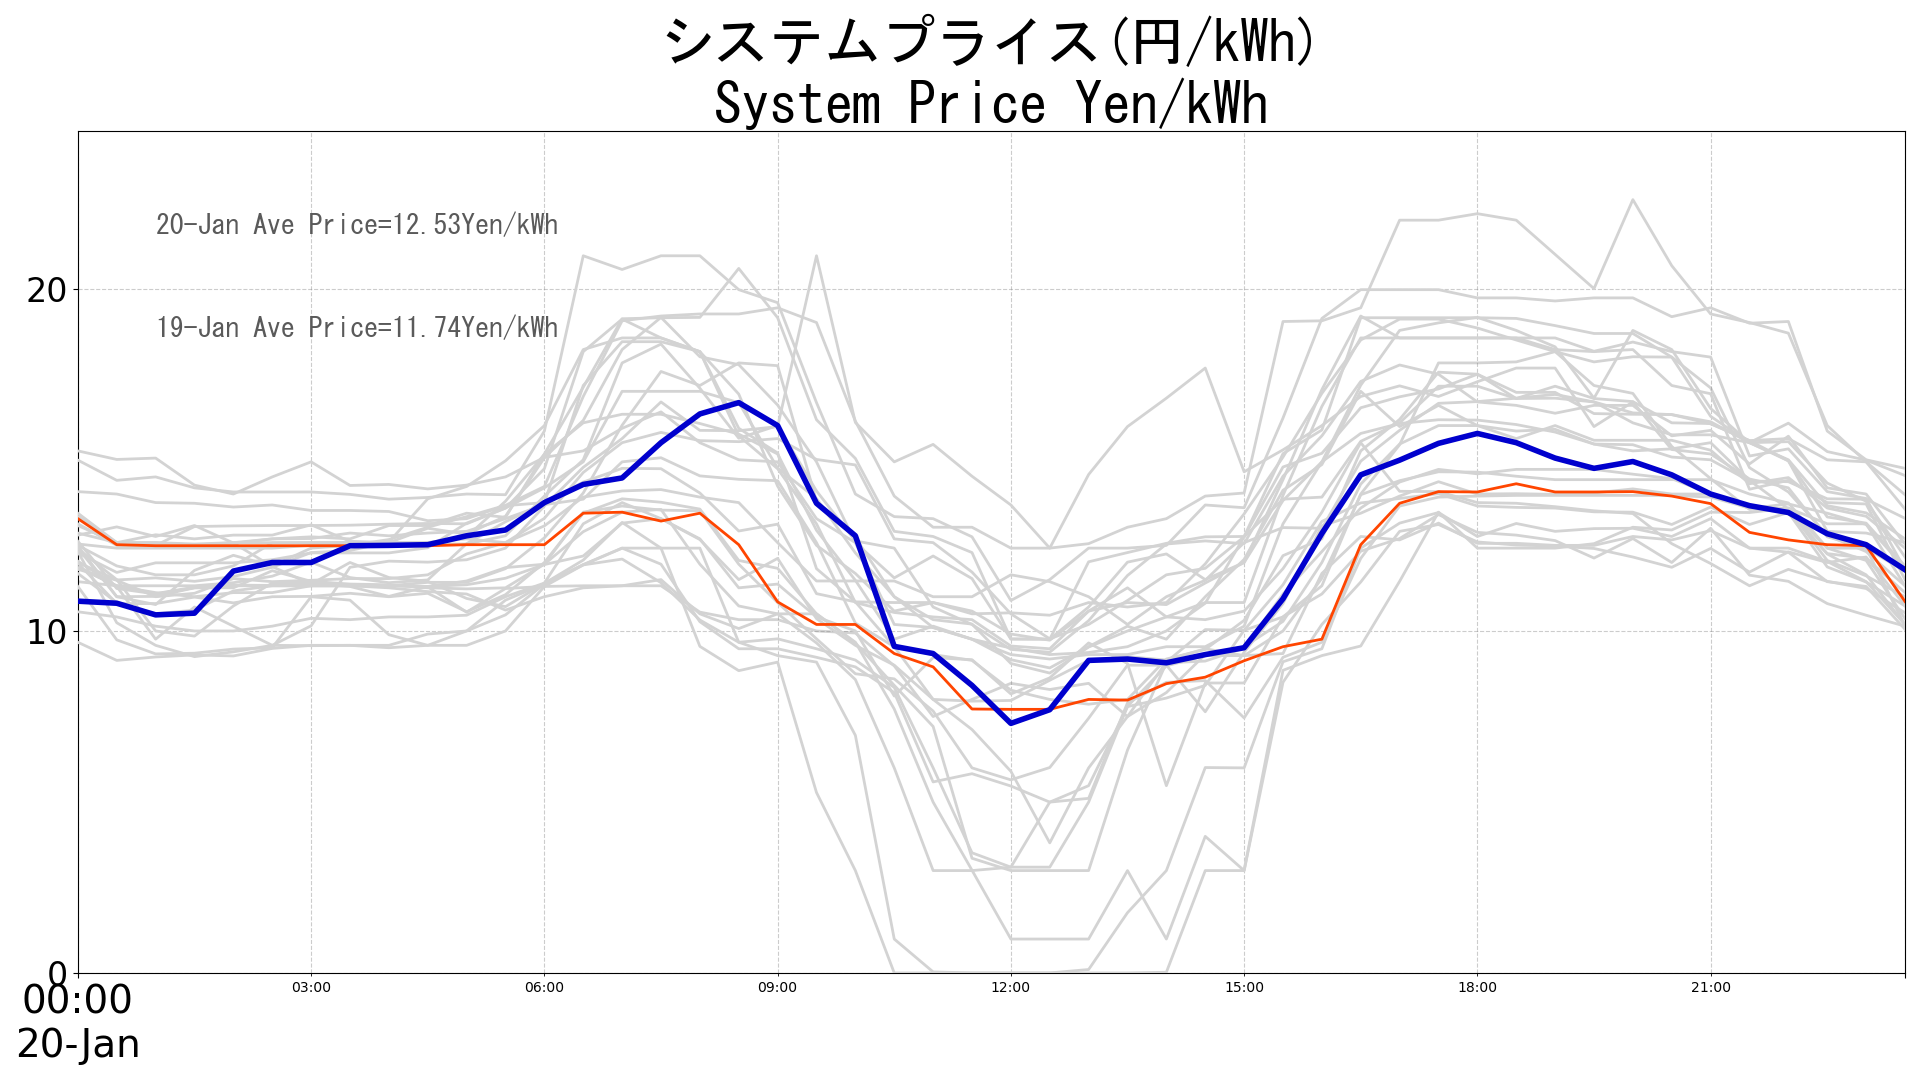 システムプライス(円/kWh)
System Price Yen/kWh
20-Jan Ave Price=12.53Yen/kWh
19-Jan Ave Price=11.74Yen/kWh
20
10
0
00:00 03:00 06:00 09:00 12:00 15:00 18:00 21:00
20-Jan